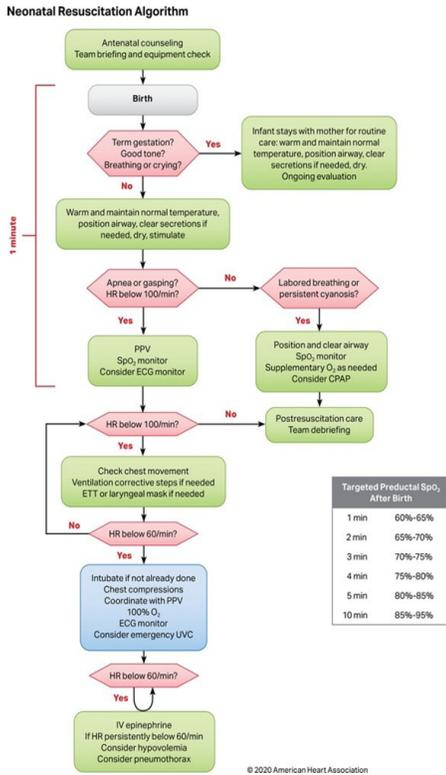 Neonatal Resuscitation Algorithm
Antenatal counseling
Team briefing and equipment check
Birth
1 minute
Term gestation?
Good tone?
Breathing or crying?
Yes
Infant stays with mother for routine
care: warm and maintain normal
temperature, position airway, clear
secretions if needed, dry.
Ongoing evaluation
No
Warm and maintain normal temperature,
position airway, clear secretions if
needed, dry, stimulate
Apnea or gasping?
HR below 100/min?
No
Labored breathing or
persistent cyanosis?
Yes
Yes
PPV
SpO₂ monitor
Consider ECG monitor
Position and clear airway
SpO₂ monitor
Supplementary O₂ as needed
Consider CPAP
HR below 100/min?
No
Postresuscitation care
Team debriefing
Yes
Check chest movement
Ventilation corrective steps if needed
ETT or laryngeal mask if needed
No
HR below 60/min?
Yes
Intubate if not already done
Chest compressions
Coordinate with PPV
100% O₂
ECG monitor
Consider emergency UVC
HR below 60/min?
Yes
IV epinephrine
If HR persistently below 60/min
Consider hypovolemia
Consider pneumothorax
Targeted Preductal SpO₂
After Birth
1 min 60%-65%
2 min 65%-70%
3 min 70%-75%
4 min 75%-80%
5 min 80%-85%
10 min 85%-95%
© 2020 American Heart Association